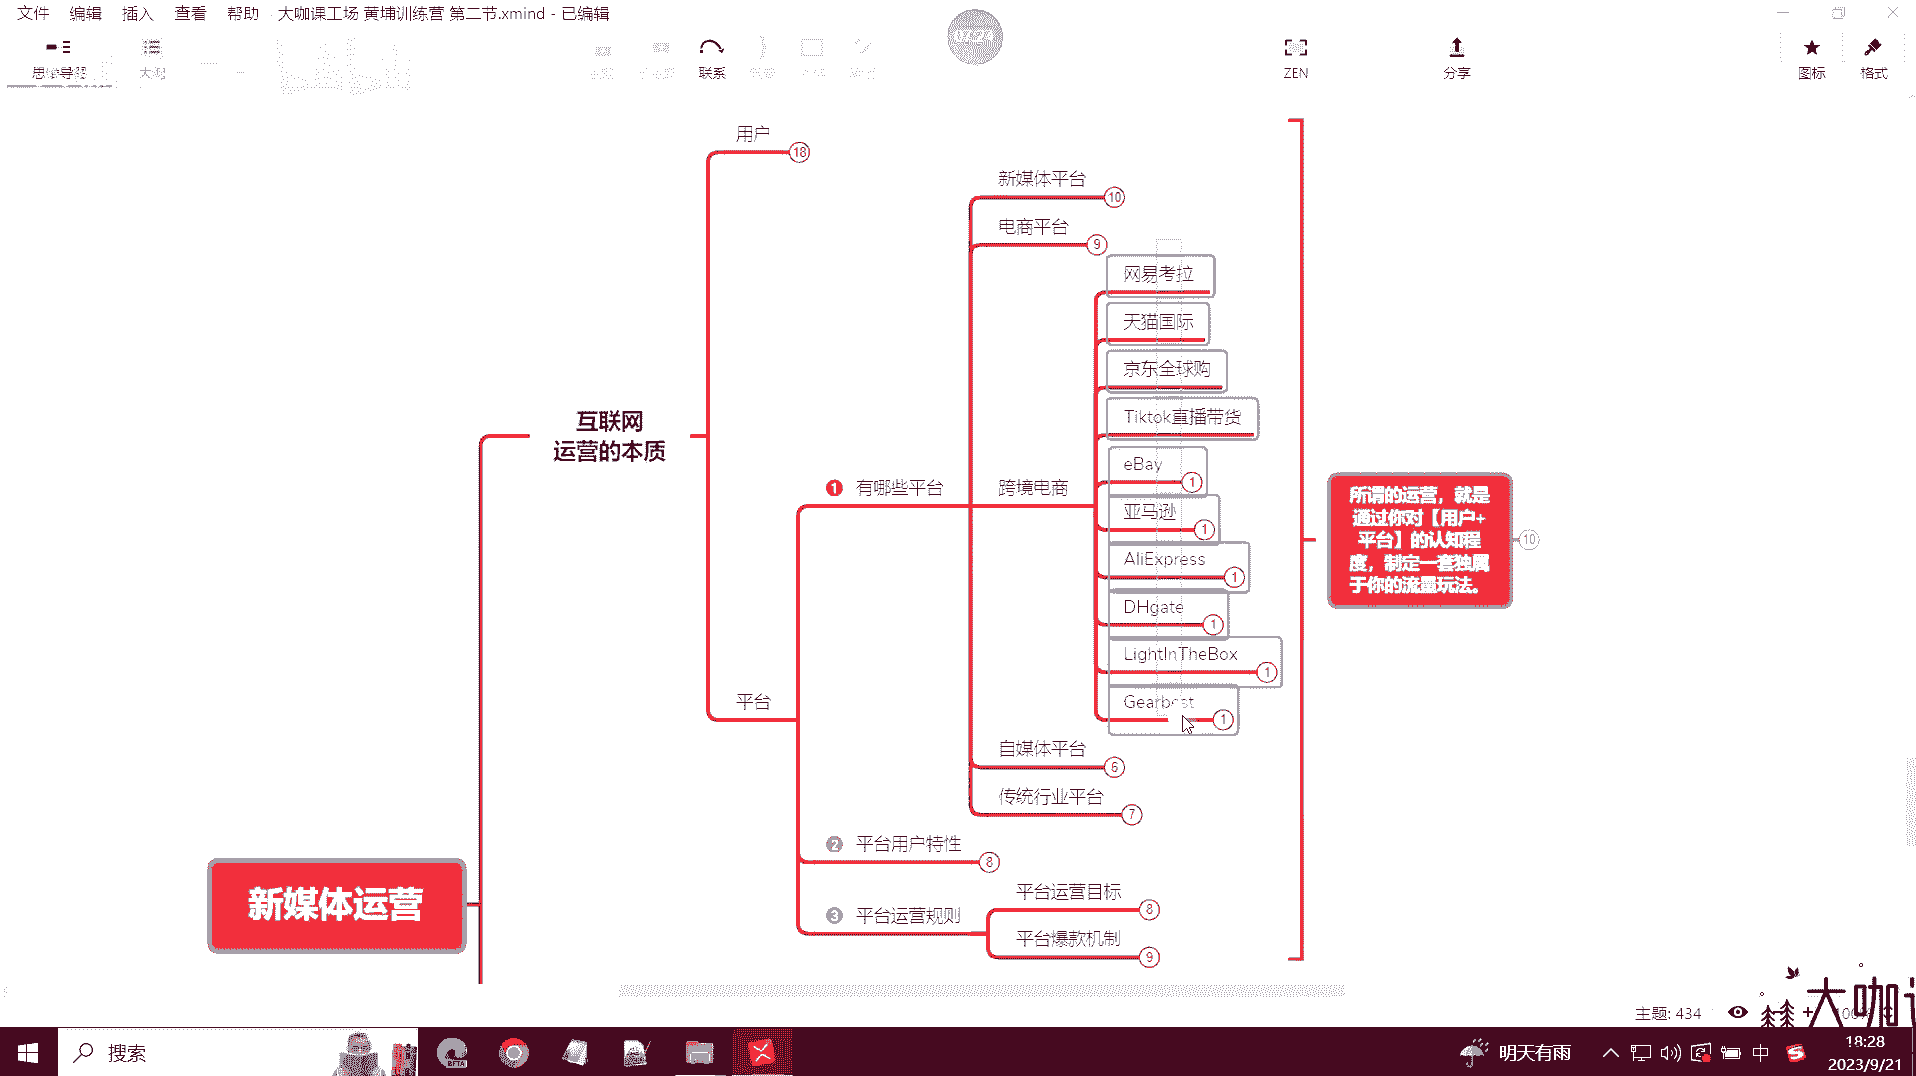 文件 编辑 插入 查看 帮助 大咖课工场 黄埔训练营 第二节.xmind - 已编辑
思维导图
大纲
联系
ZEN
分享
图标
格式
用户
18
新媒体平台
10
电商平台
9
网易考拉
天猫国际
京东全球购
Tiktok直播带货
互联网
运营的本质
eBay
1
1 有哪些平台
跨境电商
所谓的运营，就是
通过你对【用户+
平台】的认知程
度，制定一套独属
于你的流量玩法。
10
亚马逊
1
AliExpress
1
DHgate
1
LightInTheBox
1
平台
Gearbest
1
自媒体平台
6
传统行业平台
7
2 平台用户特性
8
新媒体运营
平台运营目标
8
3 平台运营规则
平台爆款机制
9
大咖
主题: 434
搜索
BETA
明天有雨
中
18:28
2023/9/21